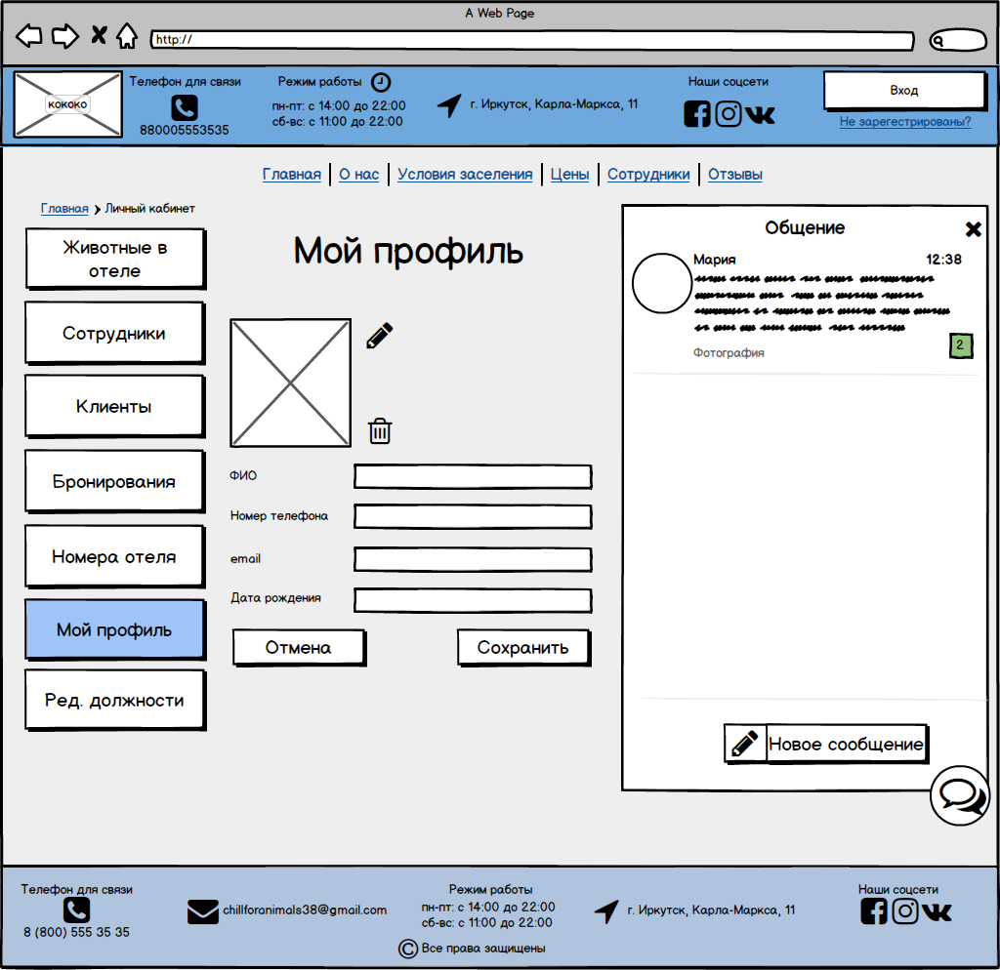 A Web Page
http://
кококо
Телефон для связи
880005553535
Режим работы
пн-пт: с 14:00 до 22:00
сб-вс: с 11:00 до 22:00
г. Иркутск, Карла-Маркса, 11
Наши соцсети
Вход
Не зарегестрированы?
Главная О нас Условия заселения Цены Сотрудники Отзывы
Главная Личный кабинет
Животные в
отеле
Сотрудники
Клиенты
Бронирования
Номера отеля
Мой профиль
Ред. должности
Мой профиль
ФИО
Номер телефона
email
Дата рождения
Отмена Сохранить
Общение
Мария 12:38
Фотография
2
Новое сообщение
Телефон для связи
8 (800) 555 35 35
chillforanimals38@gmail.com
Режим работы
пн-пт: с 14:00 до 22:00
сб-вс: с 11:00 до 22:00
г. Иркутск, Карла-Маркса, 11
Наши соцсети
© Все права защищены